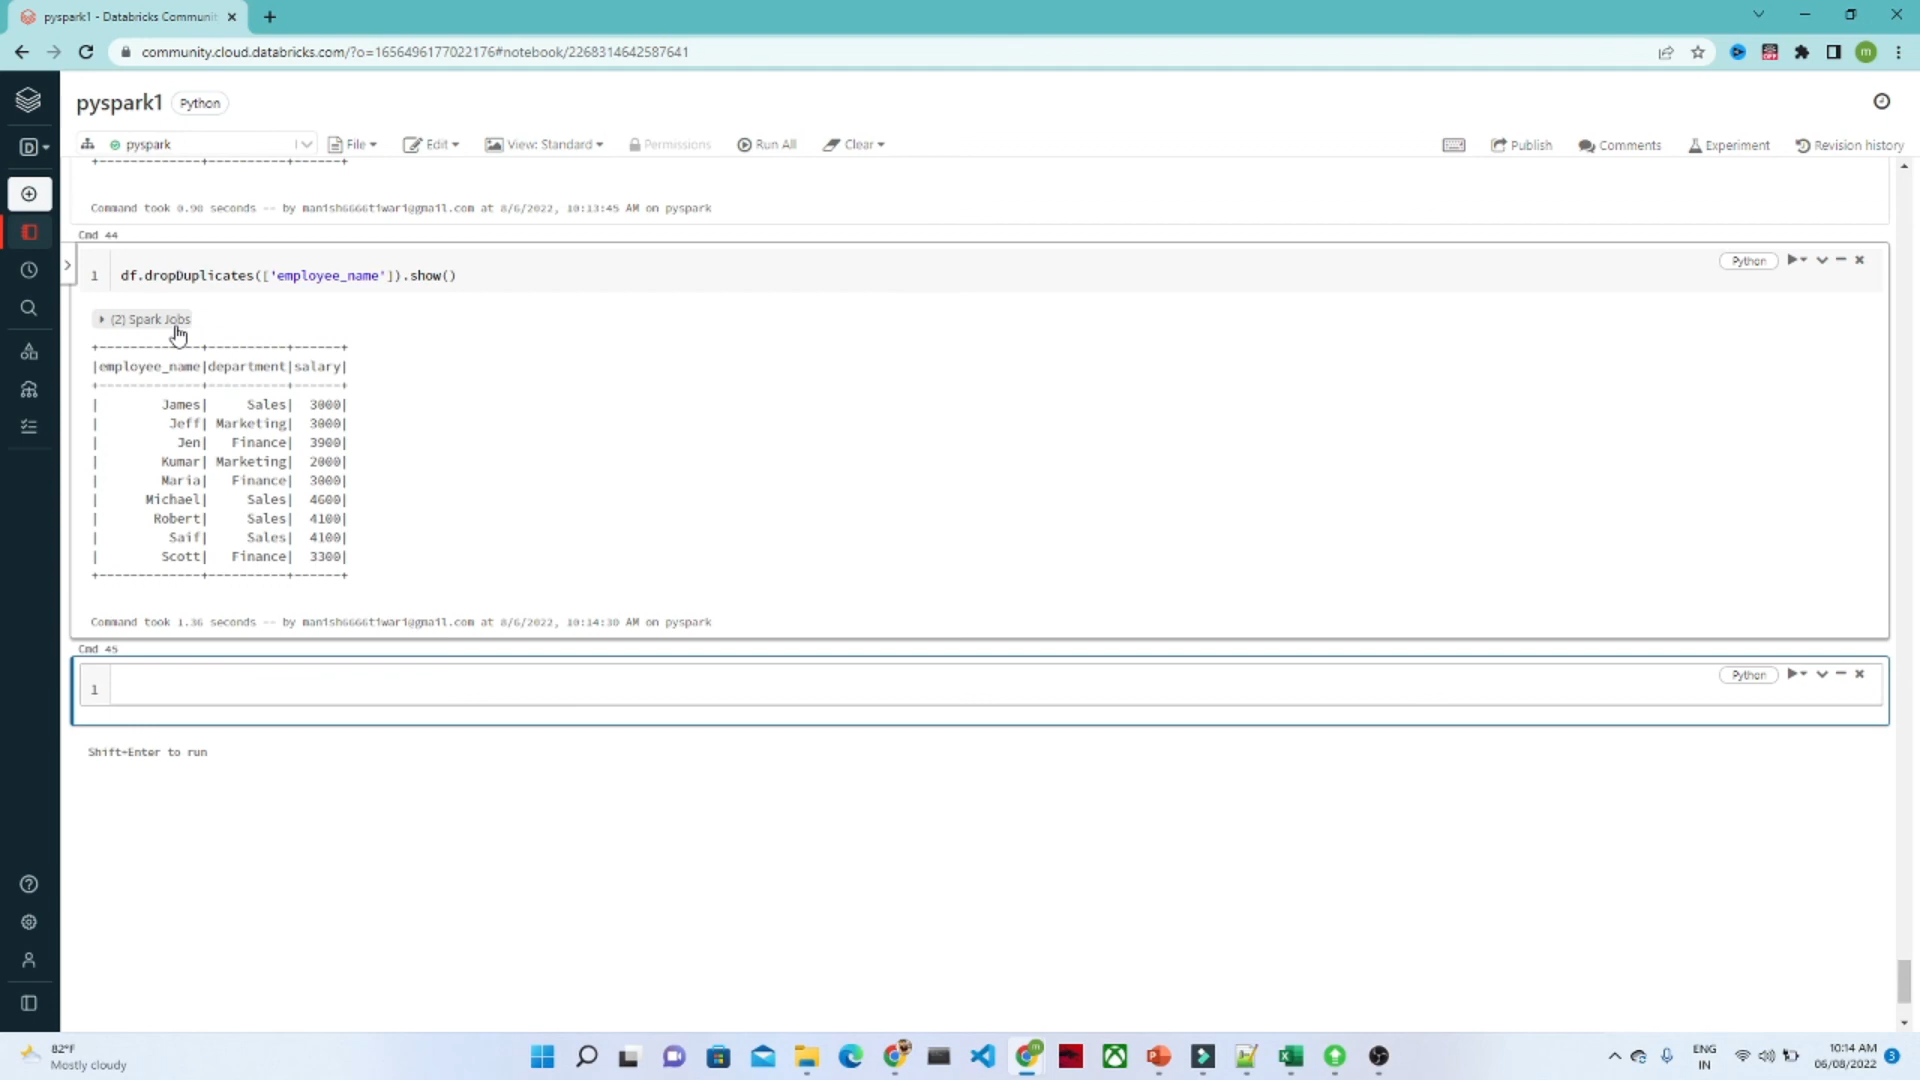 pyspark1 - Databricks Communit
community.cloud.databricks.com/?o=1656496177022176#notebook/2268314642587641
m
pyspark1 Python
D
pyspark File Edit View: Standard Permissions Run All Clear Publish Comments Experiment Revision history
+-------------+----------+------+
Command took 0.90 seconds -- by manish6666tiwari@gmail.com at 8/6/2022, 10:13:45 AM on pyspark
Cmd 44
Python
1 df.dropDuplicates(['employee_name']).show()
(2) Spark Jobs
+-------------+----------+------+
|employee_name|department|salary|
+-------------+----------+------+
| James| Sales| 3000|
| Jeff| Marketing| 3000|
| Jen| Finance| 3900|
| Kumar| Marketing| 2000|
| Maria| Finance| 3000|
| Michael| Sales| 4600|
| Robert| Sales| 4100|
| Saif| Sales| 4100|
| Scott| Finance| 3300|
+-------------+----------+------+
Command took 1.36 seconds -- by manish6666tiwari@gmail.com at 8/6/2022, 10:14:30 AM on pyspark
Cmd 45
Python
1
Shift+Enter to run
82°F
Mostly cloudy
ENG
IN
10:14 AM
06/08/2022
3